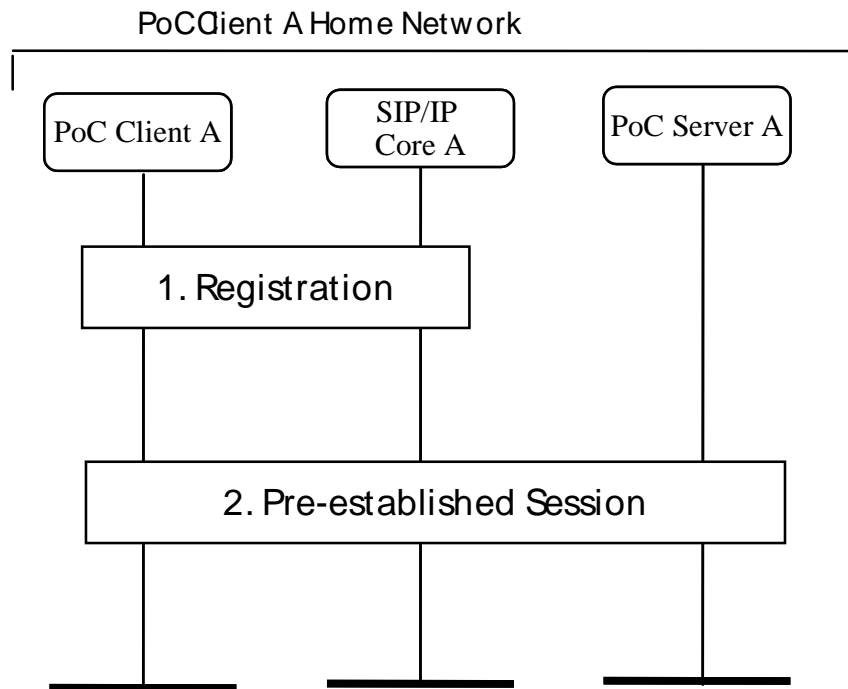 PoCClient A Home Network
PoC Client A
SIP/IP
Core A
PoC Server A
1. Registration
2. Pre-established Session